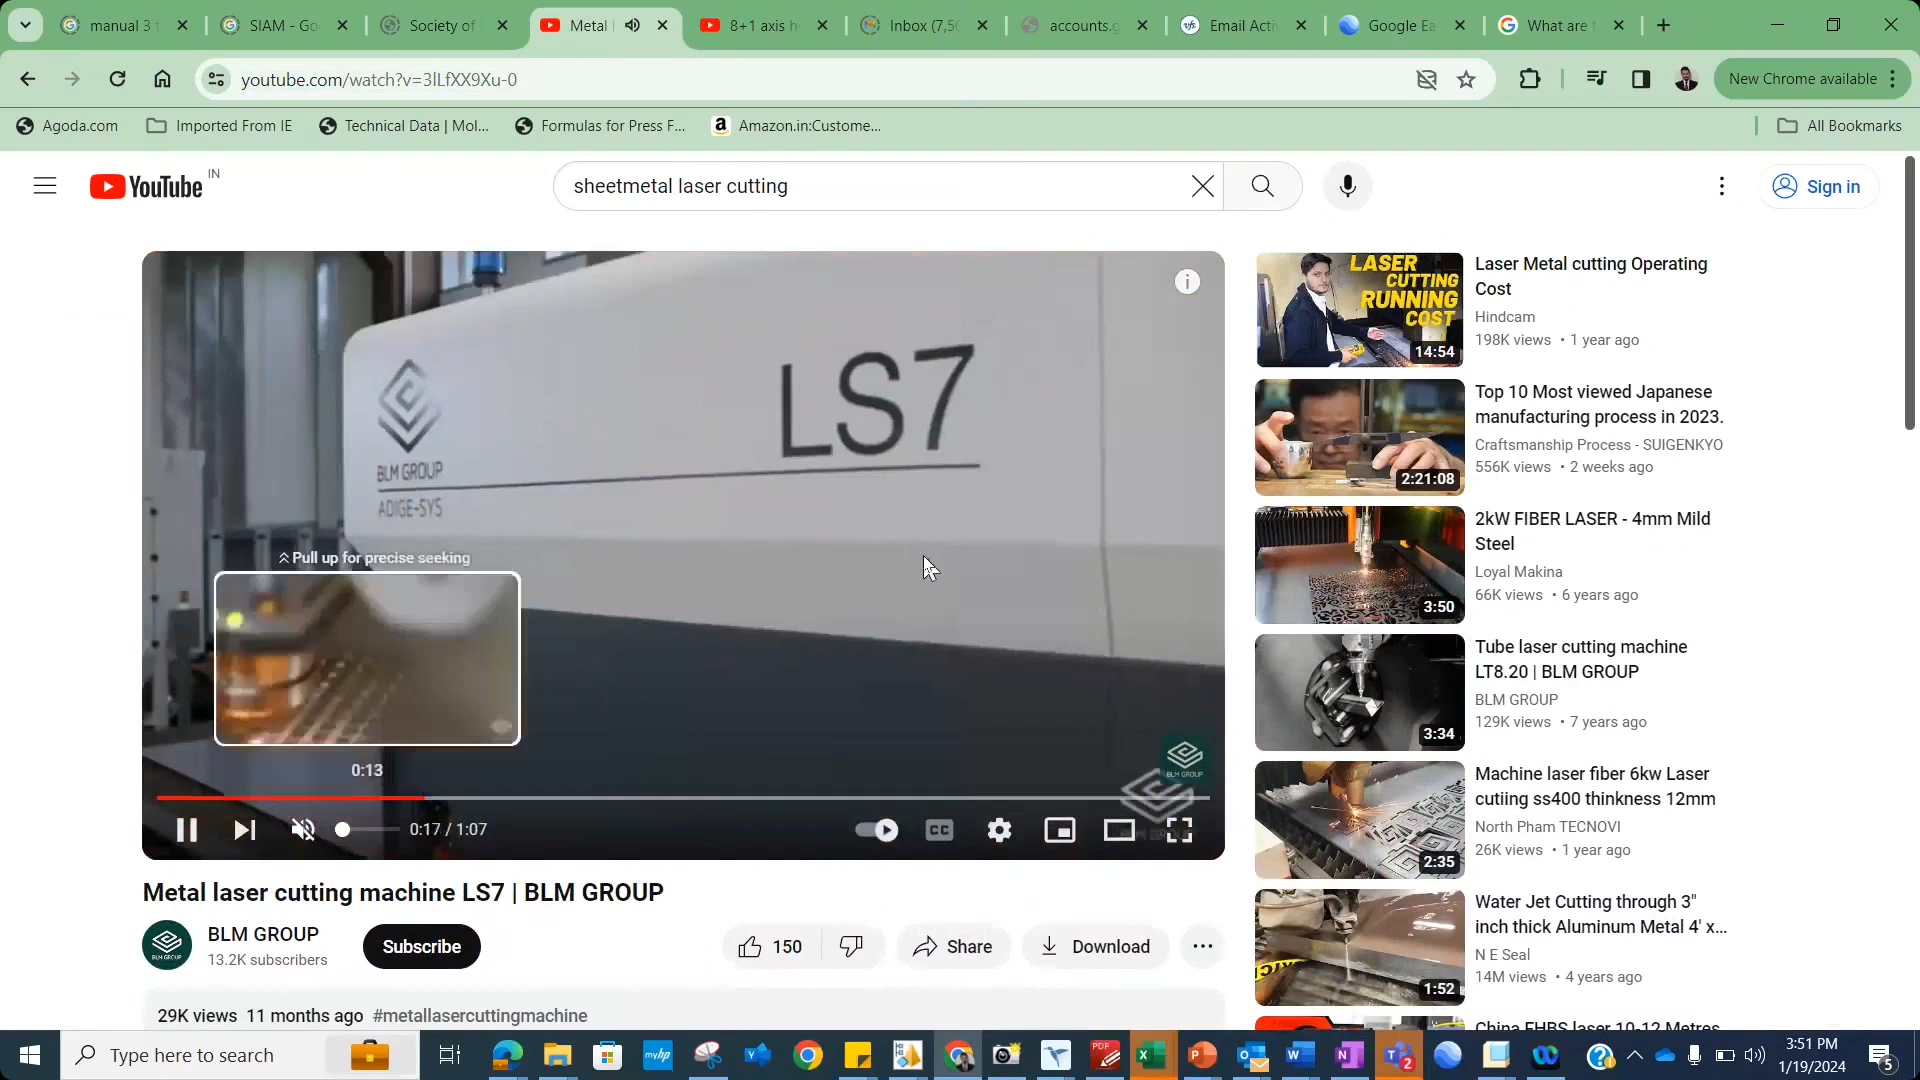 manual 3
SIAM - Go
Society of
Metal
8+1 axis h
Inbox (7,50
accounts.g
Email Acti
Google Ea
What are
youtube.com/watch?v=3lLfXX9Xu-0
New Chrome available
Agoda.com
Imported From IE
Technical Data | Mol...
Formulas for Press F...
Amazon.in:Custome...
All Bookmarks
YouTube IN
sheetmetal laser cutting
Sign in
LS7
BLM GROUP
ADIGE-SYS
Pull up for precise seeking
0:13
BLM GROUP
0:17 / 1:07
CC
Metal laser cutting machine LS7 | BLM GROUP
BLM GROUP
13.2K subscribers
Subscribe
150
Share
Download
29K views 11 months ago #metallasercuttingmachine
LASER
CUTTING
RUNNING
COST
14:54
Laser Metal cutting Operating
Cost
Hindcam
198K views • 1 year ago
2:21:08
Top 10 Most viewed Japanese
manufacturing process in 2023.
Craftsmanship Process - SUIGENKYO
556K views • 2 weeks ago
3:50
2kW FIBER LASER - 4mm Mild
Steel
Loyal Makina
66K views • 6 years ago
3:34
Tube laser cutting machine
LT8.20 | BLM GROUP
BLM GROUP
129K views • 7 years ago
2:35
Machine laser fiber 6kw Laser
cutiing ss400 thinkness 12mm
North Pham TECNOVI
26K views • 1 year ago
1:52
Water Jet Cutting through 3"
inch thick Aluminum Metal 4' x...
N E Seal
14M views • 4 years ago
China FHBS laser 10-12 Metres
Type here to search
3:51 PM
1/19/2024
5